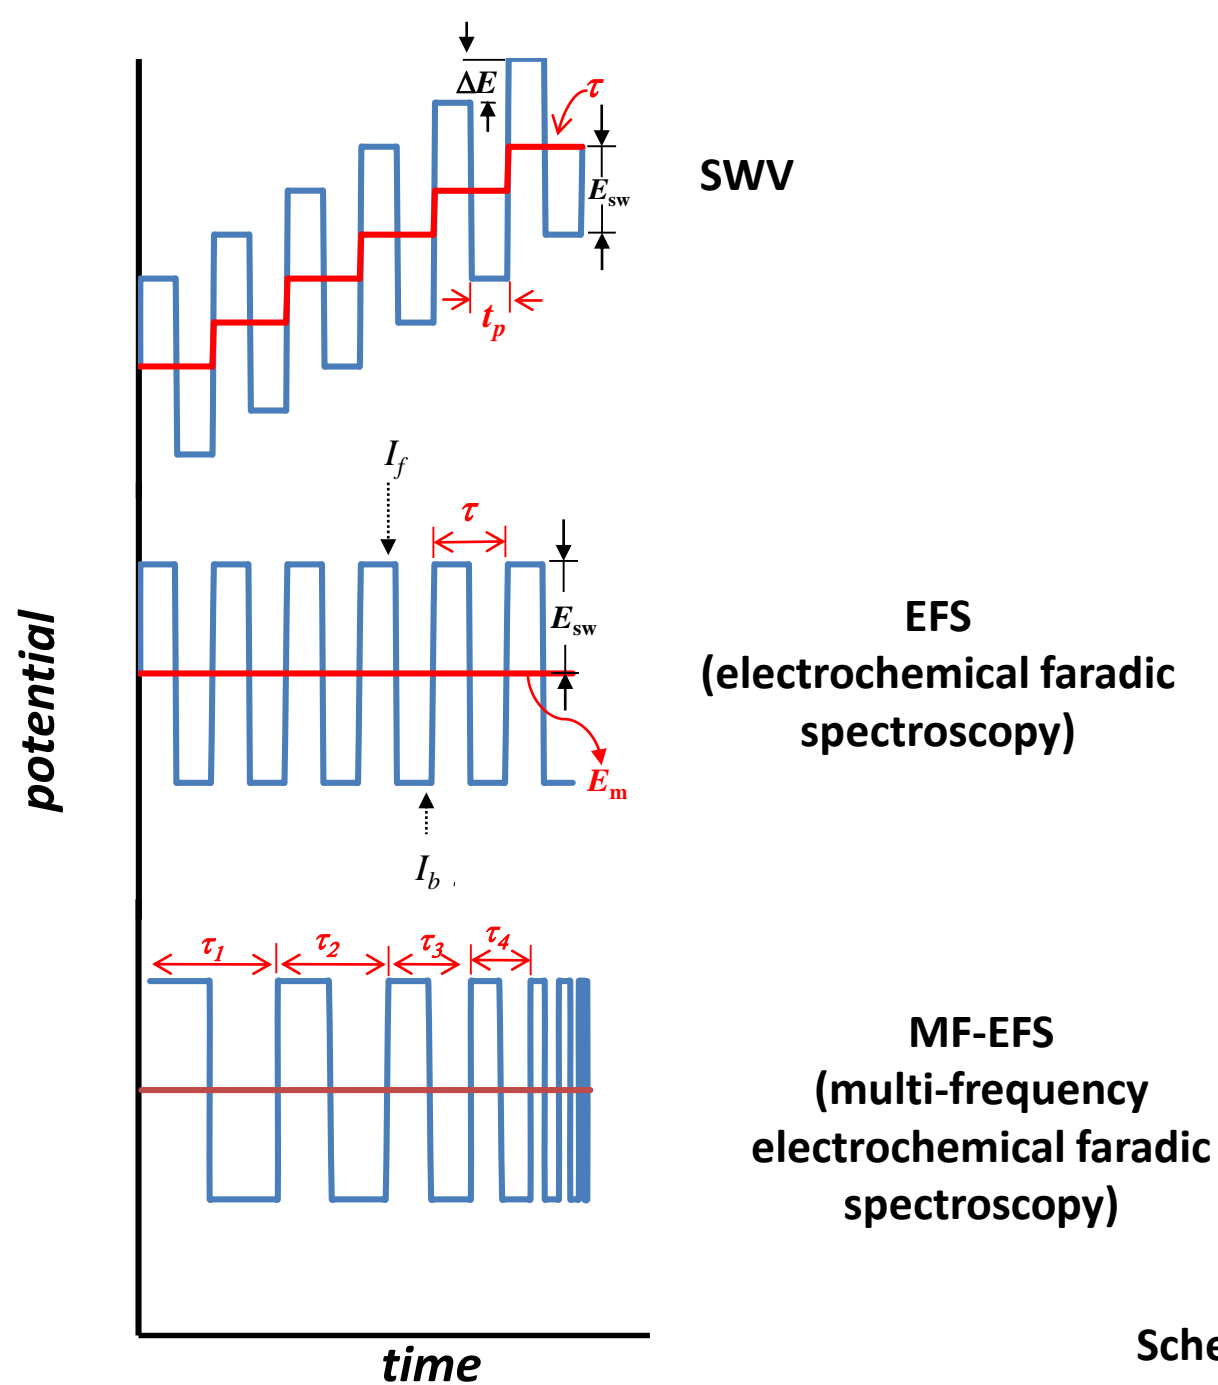 ΔE
τ
E_sw
SWV
t_p
I_f
τ
E_sw
EFS
(electrochemical faradic
spectroscopy)
potential
E_m
I_b
τ_1 τ_2 τ_3 τ_4
MF-EFS
(multi-frequency
electrochemical faradic
spectroscopy)
Sche
time